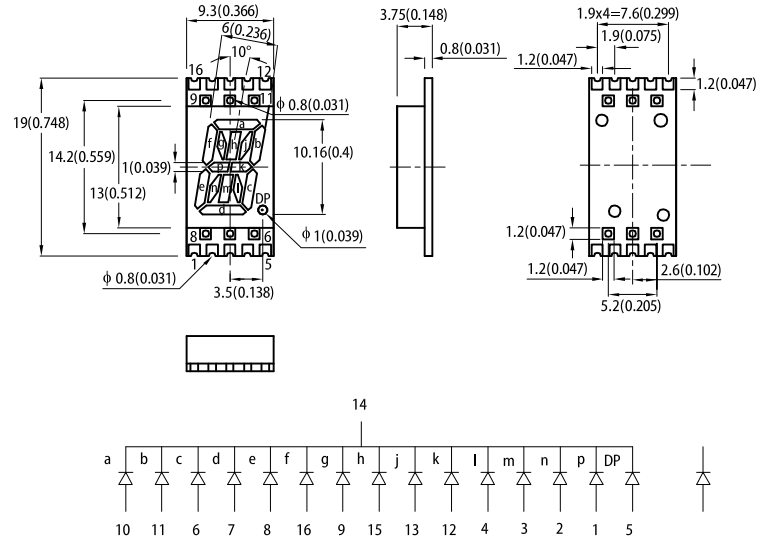 9.3(0.366)
6(0.236)
10°
16 12
9 11
ϕ 0.8(0.031)
19(0.748)
14.2(0.559)
13(0.512)
1(0.039)
10.16(0.4)
a
f g h j b
p k
e n m l c
d
DP
8 6
1 5
ϕ 1(0.039)
ϕ 0.8(0.031)
3.5(0.138)
3.75(0.148)
0.8(0.031)
1.9x4=7.6(0.299)
1.9(0.075)
1.2(0.047)
1.2(0.047)
1.2(0.047)
1.2(0.047)
2.6(0.102)
5.2(0.205)
14
a b c d e f g h j k l m n p DP
10 11 6 7 8 16 9 15 13 12 4 3 2 1 5